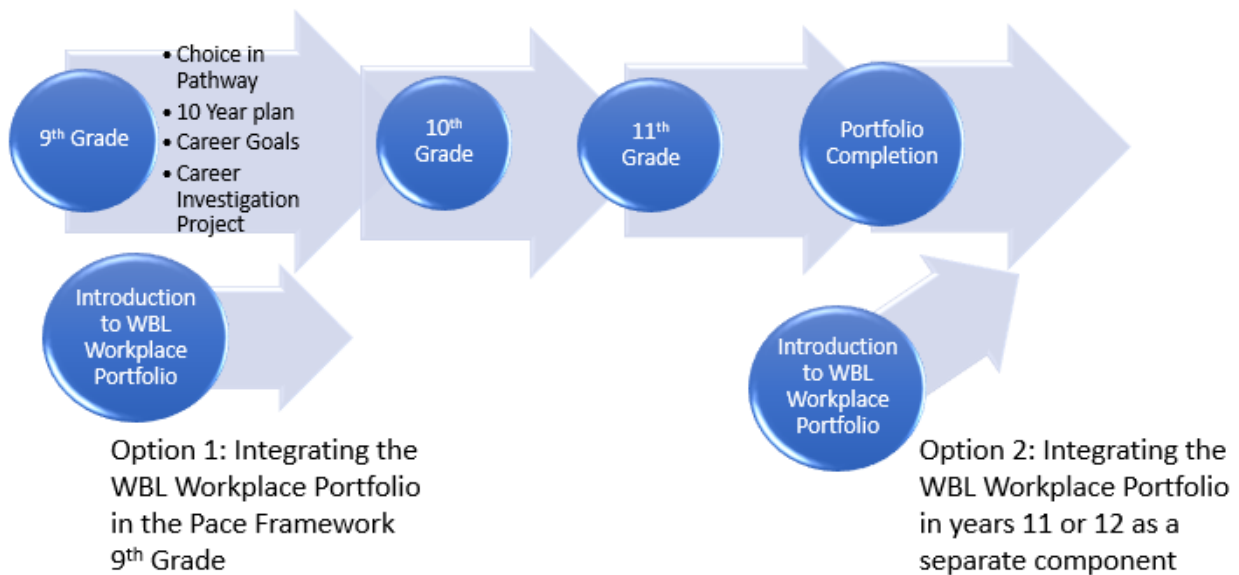 9th Grade
• Choice in
Pathway
• 10 Year plan
• Career Goals
• Career
Investigation
Project
10th
Grade
11th
Grade
Portfolio
Completion
Introduction
to WBL
Workplace
Portfolio
Option 1: Integrating the
WBL Workplace Portfolio
in the Pace Framework
9th Grade
Introduction
to WBL
Workplace
Portfolio
Option 2: Integrating the
WBL Workplace Portfolio
in years 11 or 12 as a
separate component